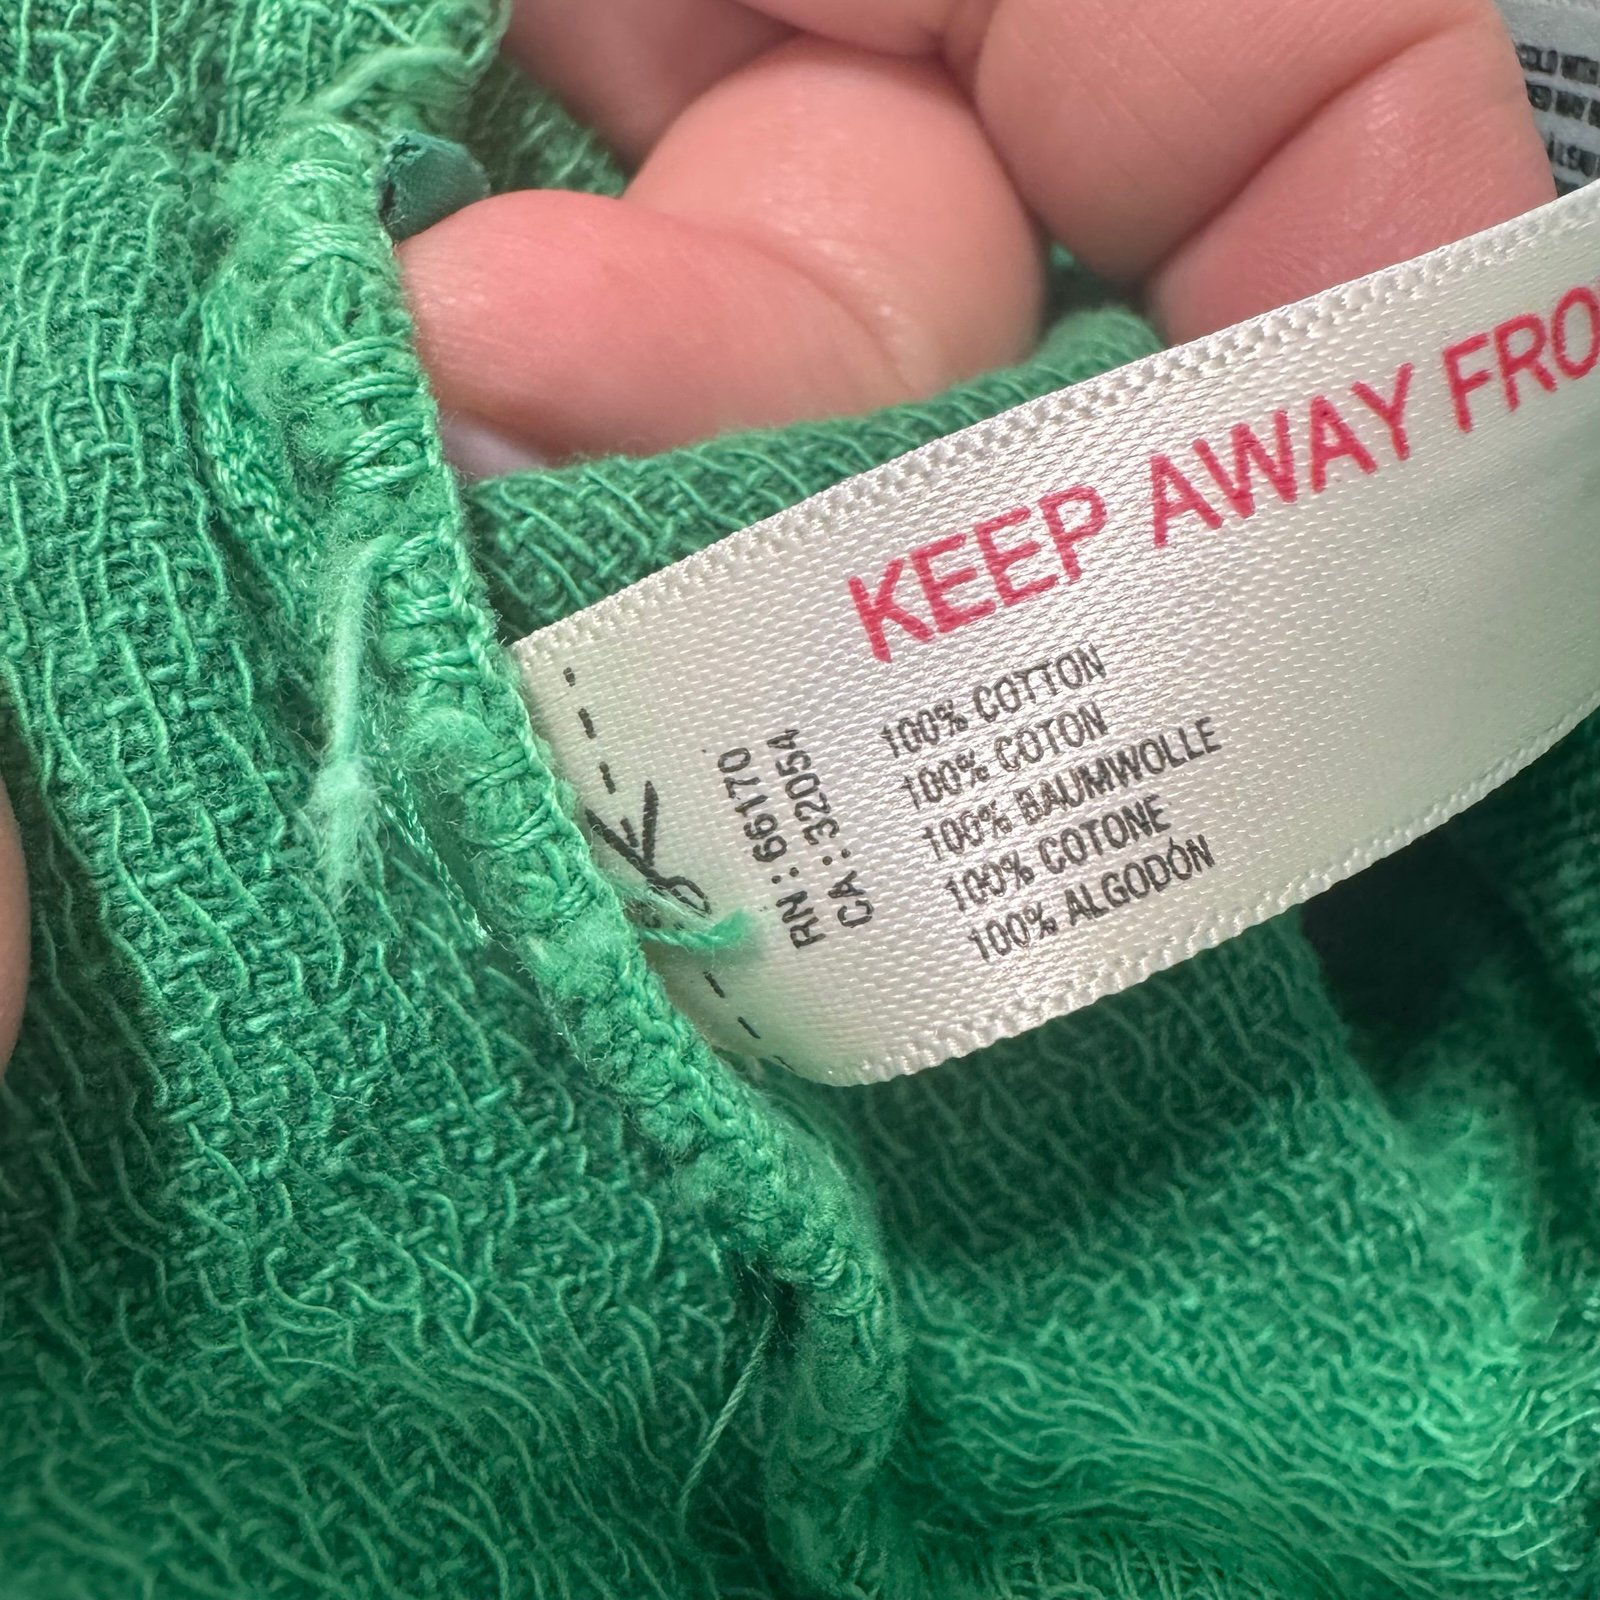 KEEP AWAY FRO
RN : 66170
CA : 32054
100% COTTON
100% COTON
100% BAUMWOLLE
100% COTONE
100% ALGODÓN